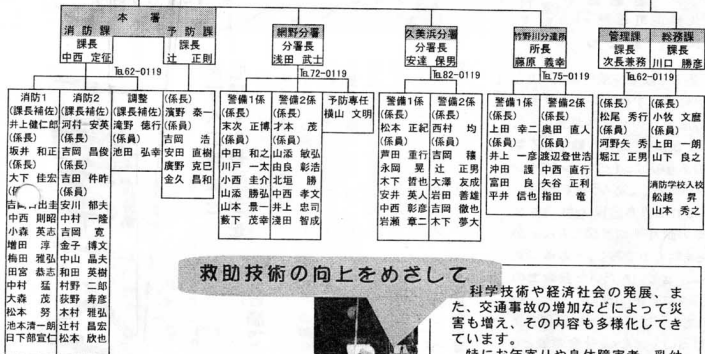 本署
消防課
課長
中西 定征
予防課
課長
辻 正則
℡62-0119
網野分署
分署長
浅田 武士
℡72-0119
久美浜分署
分署長
安達 保男
℡82-0119
竹野川分遣所
所長
藤原 義幸
℡75-0119
管理課
課長
次長兼務
総務課
課長
川口 勝彦
℡62-0119
消防1
(課長補佐)
井上健仁郎
(係長)
坂井 和正
(係長)
大下 佳宏
(係員)
中西 則昭
小森 英志
増田 淳
梅田 雅弘
田宮 恭志
中村 猛
大森 茂
松本 努
池本清一朗
日下部宣仁
消防2
(課長補佐)
河村 安英
(係長)
吉岡 昌俊
(係長)
吉田 件昨
(係員)
安川 郁夫
中村 一隆
吉岡 寛
金子 博文
中山 晶夫
和田 英樹
村野 二郎
荻野 寿彦
木村 雅弘
辻村 昌宏
松本 欣也
調整
(課長補佐)
滝野 徳行
(係員)
池田 弘幸
(係長)
濱野 泰一
(係員)
吉岡 浩
安田 直樹
廣野 克巳
金久 昌和
警備1係
(係長)
末次 正博
(係員)
中田 和之
川戸 一太
小西 圭介
山添 勝弘
山本 景一
藪下 茂幸
警備2係
(係長)
才本 茂
(係員)
山添 敏弘
由良 彰浩
北垣 勝
中西 孝文
井上 忠司
淺田 智成
予防専任
横山 文明
警備1係
(係長)
松本 正紀
(係員)
芦田 重行
永岡 晃
木下 哲也
安井 英人
中西 彰彦
岩瀬 章二
警備2係
(係長)
西村 均
(係員)
吉岡 穣
辻 正男
大澤 友成
岩田 善雄
吉岡 徹也
木下 夢大
警備1係
(係長)
上田 幸二
(係員)
井上 一彦
沖田 護
富田 良
平井 信也
警備2係
(係長)
奥田 直人
(係員)
渡辺登世浩
中西 直行
矢谷 正利
指田 竜
(係長)
松尾 秀行
(係員)
河野矢 秀
堀江 正男
(係長)
小牧 文麿
(係員)
上田 一朗
山下 良之
消防学校入校
舩越 昇
山本 秀之
救助技術の向上をめざして
科学技術や経済社会の発展、ま
た、交通事故の増加などによって災
害も増え、その内容も多様化してき
ています。